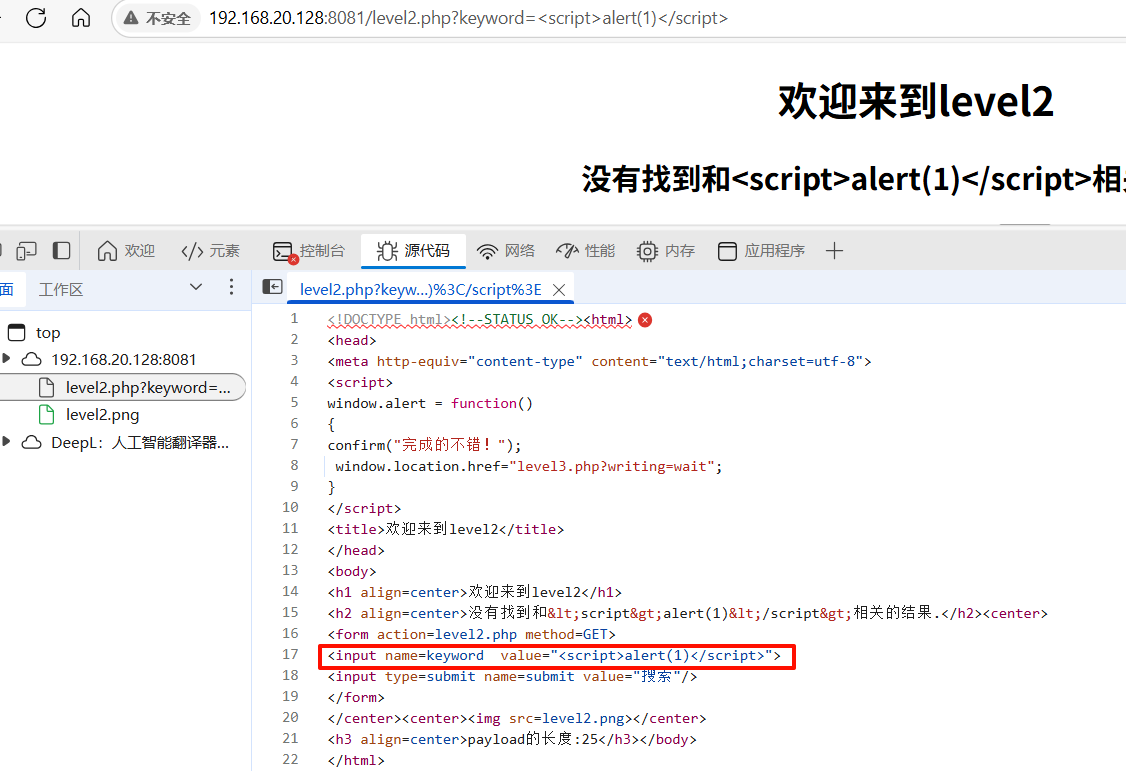 不安全 192.168.20.128:8081/level2.php?keyword=<script>alert(1)</script>
欢迎来到level2
没有找到和<script>alert(1)</script>相
欢迎 元素 控制台 源代码 网络 性能 内存 应用程序
面 工作区 level2.php?keyw...)%3C/script%3E
top
192.168.20.128:8081
level2.php?keyword=...
level2.png
DeepL：人工智能翻译器...
1 <!DOCTYPE html><!--STATUS OK--><html>
2 <head>
3 <meta http-equiv="content-type" content="text/html;charset=utf-8">
4 <script>
5 window.alert = function()
6 {
7 confirm("完成的不错！");
8 window.location.href="level3.php?writing=wait";
9 }
10 </script>
11 <title>欢迎来到level2</title>
12 </head>
13 <body>
14 <h1 align=center>欢迎来到level2</h1>
15 <h2 align=center>没有找到和&lt;script&gt;alert(1)&lt;/script&gt;相关的结果.</h2><center>
16 <form action=level2.php method=GET>
17 <input name=keyword  value="<script>alert(1)</script>">
18 <input type=submit name=submit value="搜索"/>
19 </form>
20 </center><center><img src=level2.png></center>
21 <h3 align=center>payload的长度:25</h3></body>
22 </html>